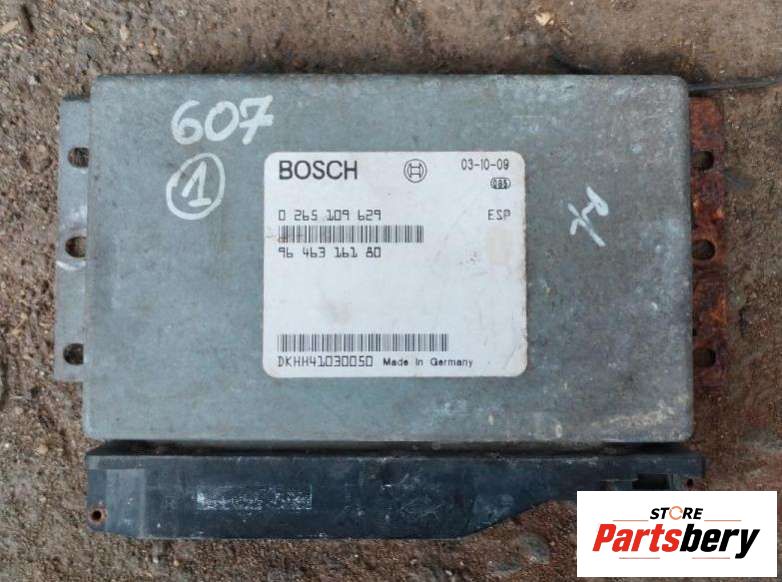 607
1
BOSCH
03-10-09
0 265 109 629
ESP
96 463 161 80
DKHH41030050 Made in Germany
STORE
Partsbery